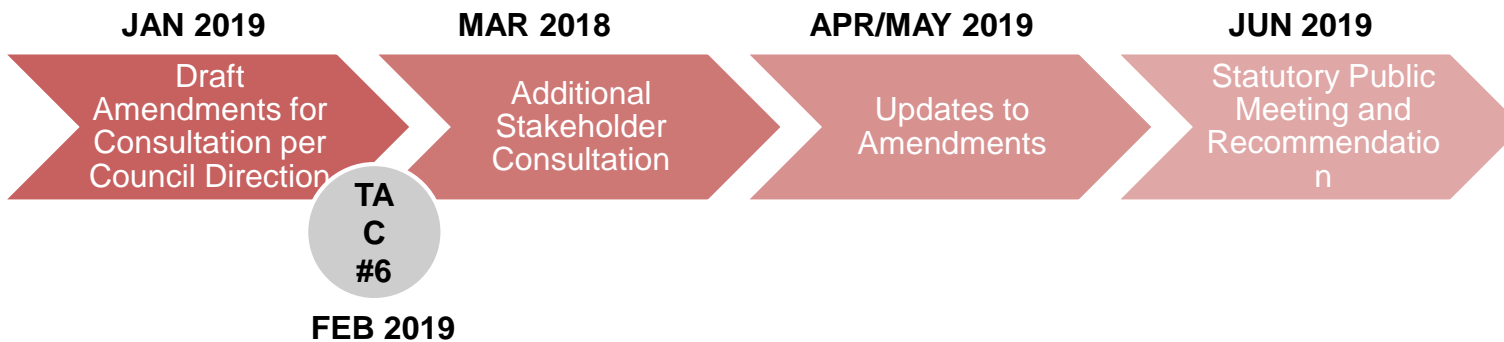 JAN 2019
MAR 2018
APR/MAY 2019
JUN 2019
Draft
Amendments for
Consultation per
Council Direction
Additional
Stakeholder
Consultation
Updates to
Amendments
Statutory Public
Meeting and
Recommendatio
n
TA
C
#6
FEB 2019